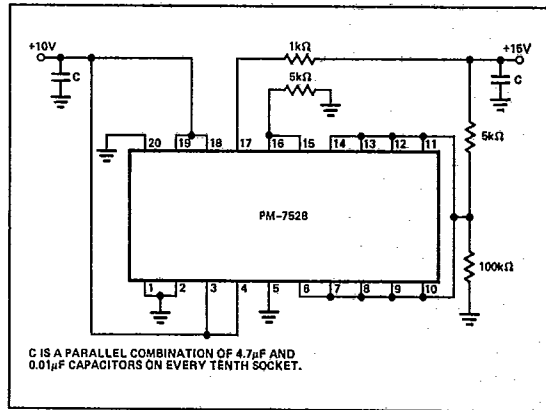 +10V
1kΩ
+15V
C
5kΩ
C
20 19 18 17 16 15 14 13 12 11
5kΩ
PM-7528
100kΩ
1 2 3 4 5 6 7 8 9 10
C IS A PARALLEL COMBINATION OF 4.7μF AND
0.01μF CAPACITORS ON EVERY TENTH SOCKET.